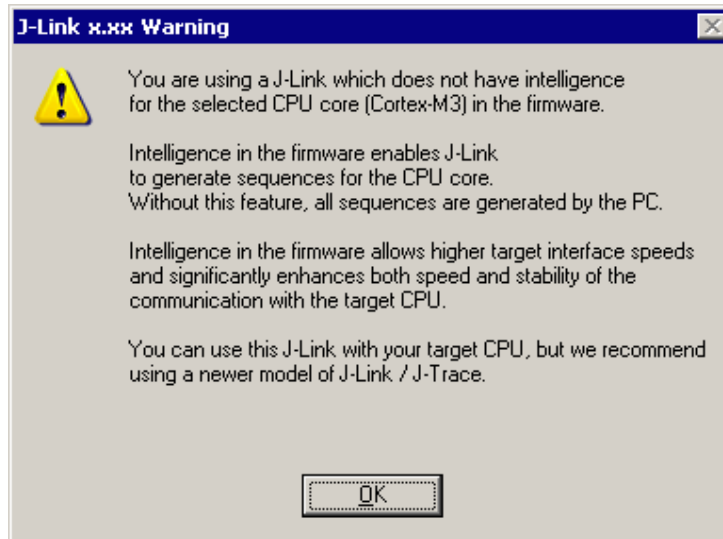 J-Link x.xx Warning
You are using a J-Link which does not have intelligence
for the selected CPU core (Cortex-M3) in the firmware.
Intelligence in the firmware enables J-Link
to generate sequences for the CPU core.
Without this feature, all sequences are generated by the PC.
Intelligence in the firmware allows higher target interface speeds
and significantly enhances both speed and stability of the
communication with the target CPU.
You can use this J-Link with your target CPU, but we recommend
using a newer model of J-Link / J-Trace.
OK